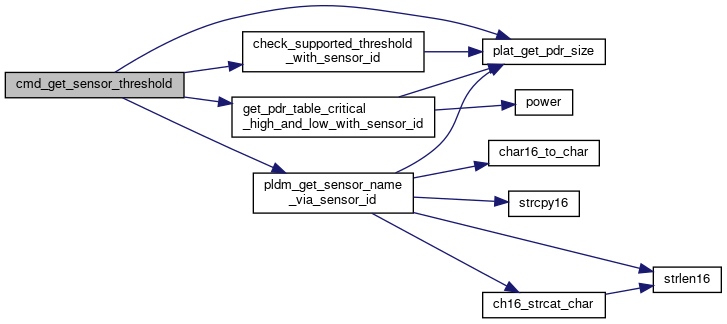 cmd_get_sensor_threshold
check_supported_threshold
_with_sensor_id
plat_get_pdr_size
get_pdr_table_critical
_high_and_low_with_sensor_id
power
pldm_get_sensor_name
_via_sensor_id
char16_to_char
strcpy16
strlen16
ch16_strcat_char